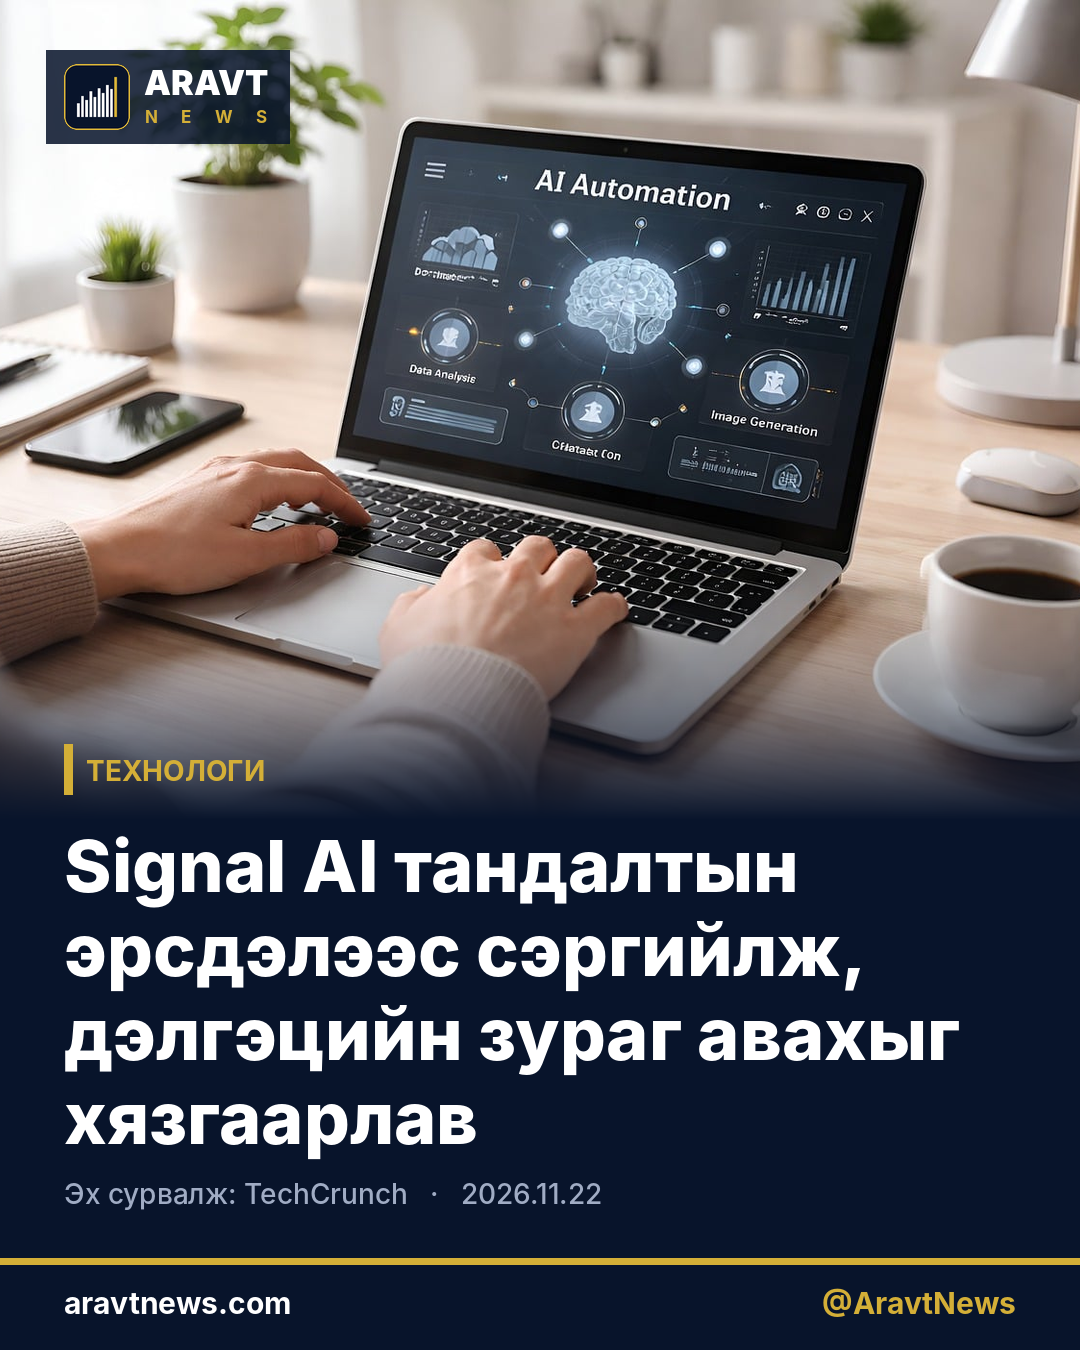 ARAVT
NEWS
AI Automation
Data Analysis
Image Generation
ТЕХНОЛОГИ
Signal AI тандалтын
эрсдэлээс сэргийлж,
дэлгэцийн зураг авахыг
хязгаарлав
Эх сурвалж: TechCrunch · 2026.11.22
aravtnews.com
@AravtNews